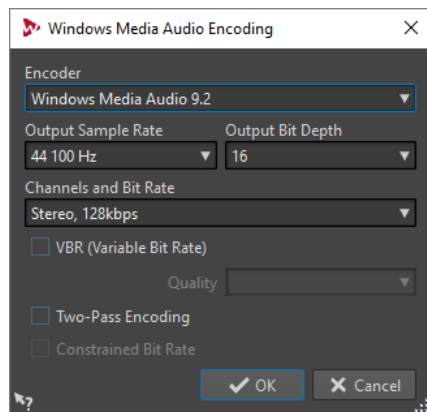 Windows Media Audio Encoding
Encoder
Windows Media Audio 9.2
Output Sample Rate Output Bit Depth
44 100 Hz 16
Channels and Bit Rate
Stereo, 128kbps
VBR (Variable Bit Rate)
Quality
Two-Pass Encoding
Constrained Bit Rate
OK Cancel
?